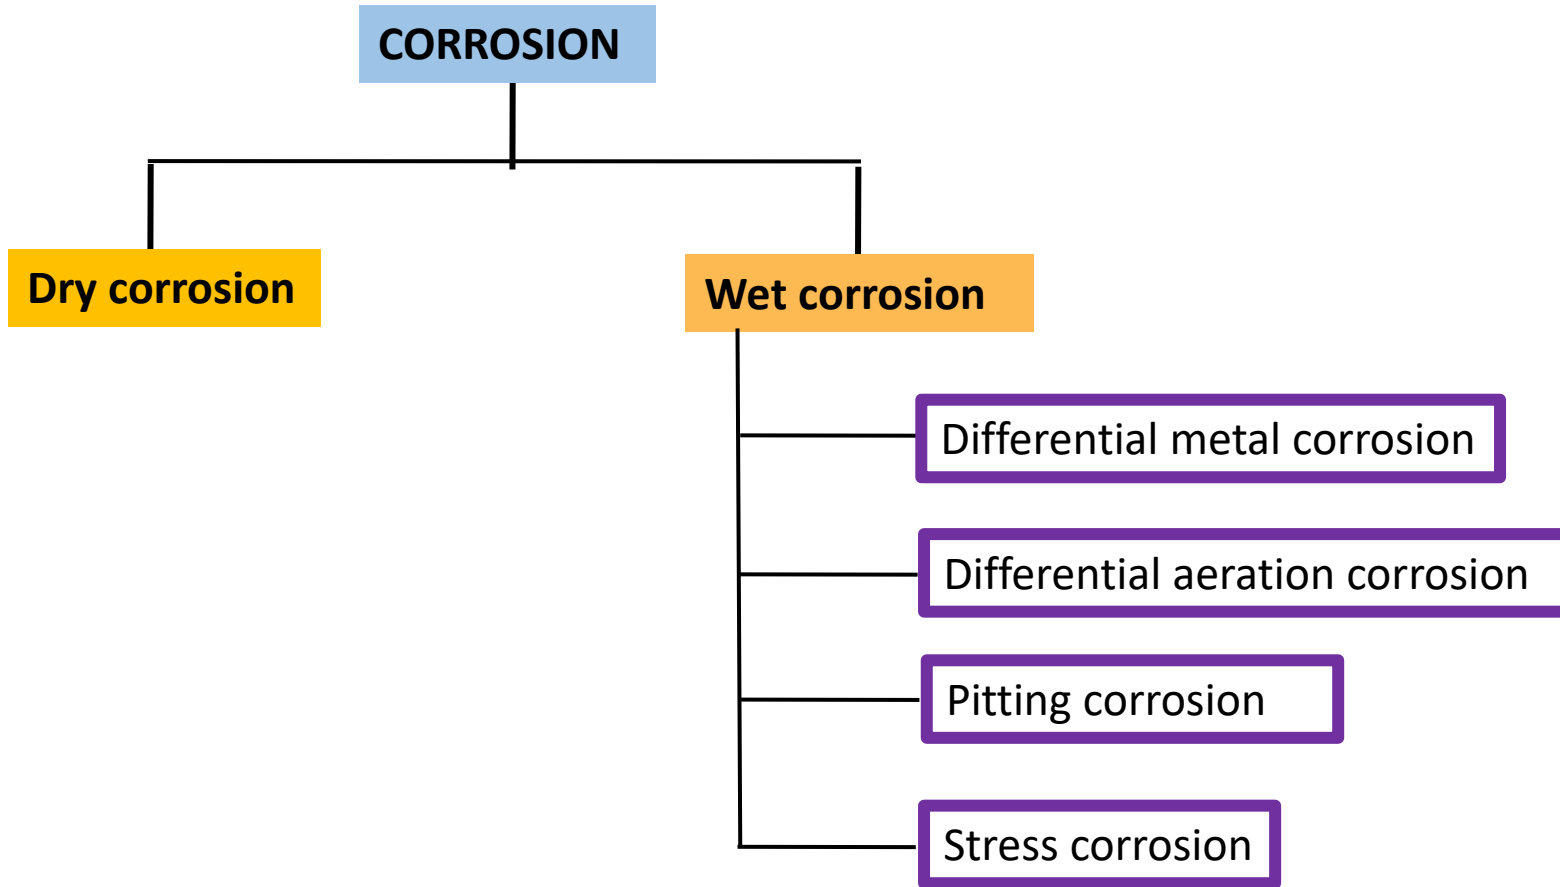 CORROSION
Dry corrosion
Wet corrosion
Differential metal corrosion
Differential aeration corrosion
Pitting corrosion
Stress corrosion